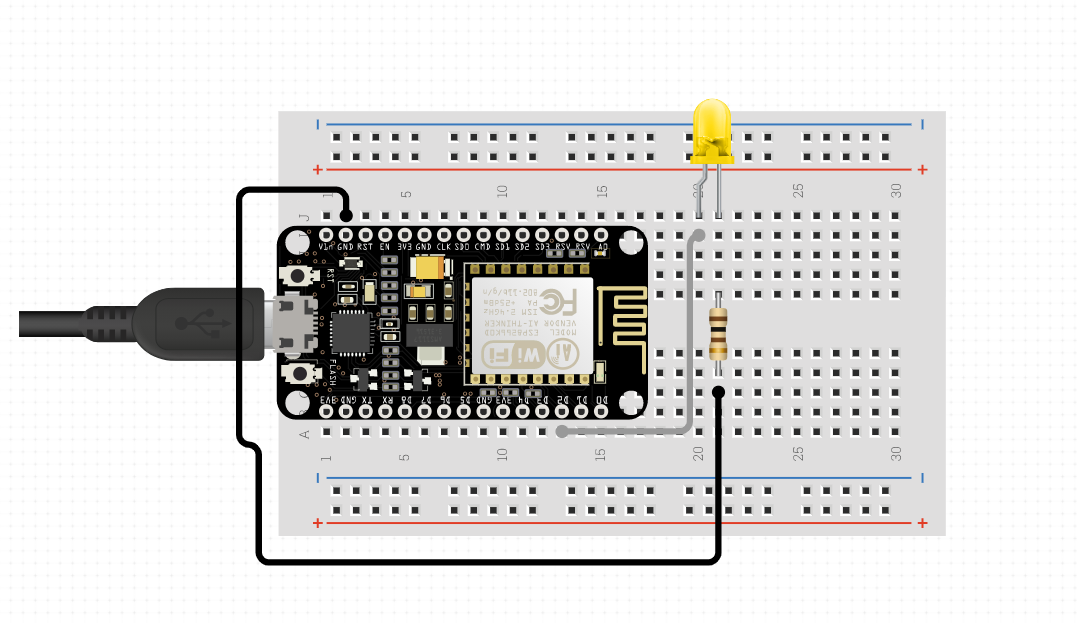 1 5 10 15 20 25 30
J
VIN GND RST EN 3V3 GND CLK SD0 CMD SD1 SD2 SD3 RSV RSV A0
RST
802.11b/g/n
PA +25dBm
ISM 2.4GHz
FC
VENDOR AI-THINKER
MODEL ESP8266MOD
WiFi
FLASH
3V3 GND TX RX D8 D7 D6 D5 GND 3V3 D4 D3 D2 D1 D0
A
1 5 10 15 20 25 30